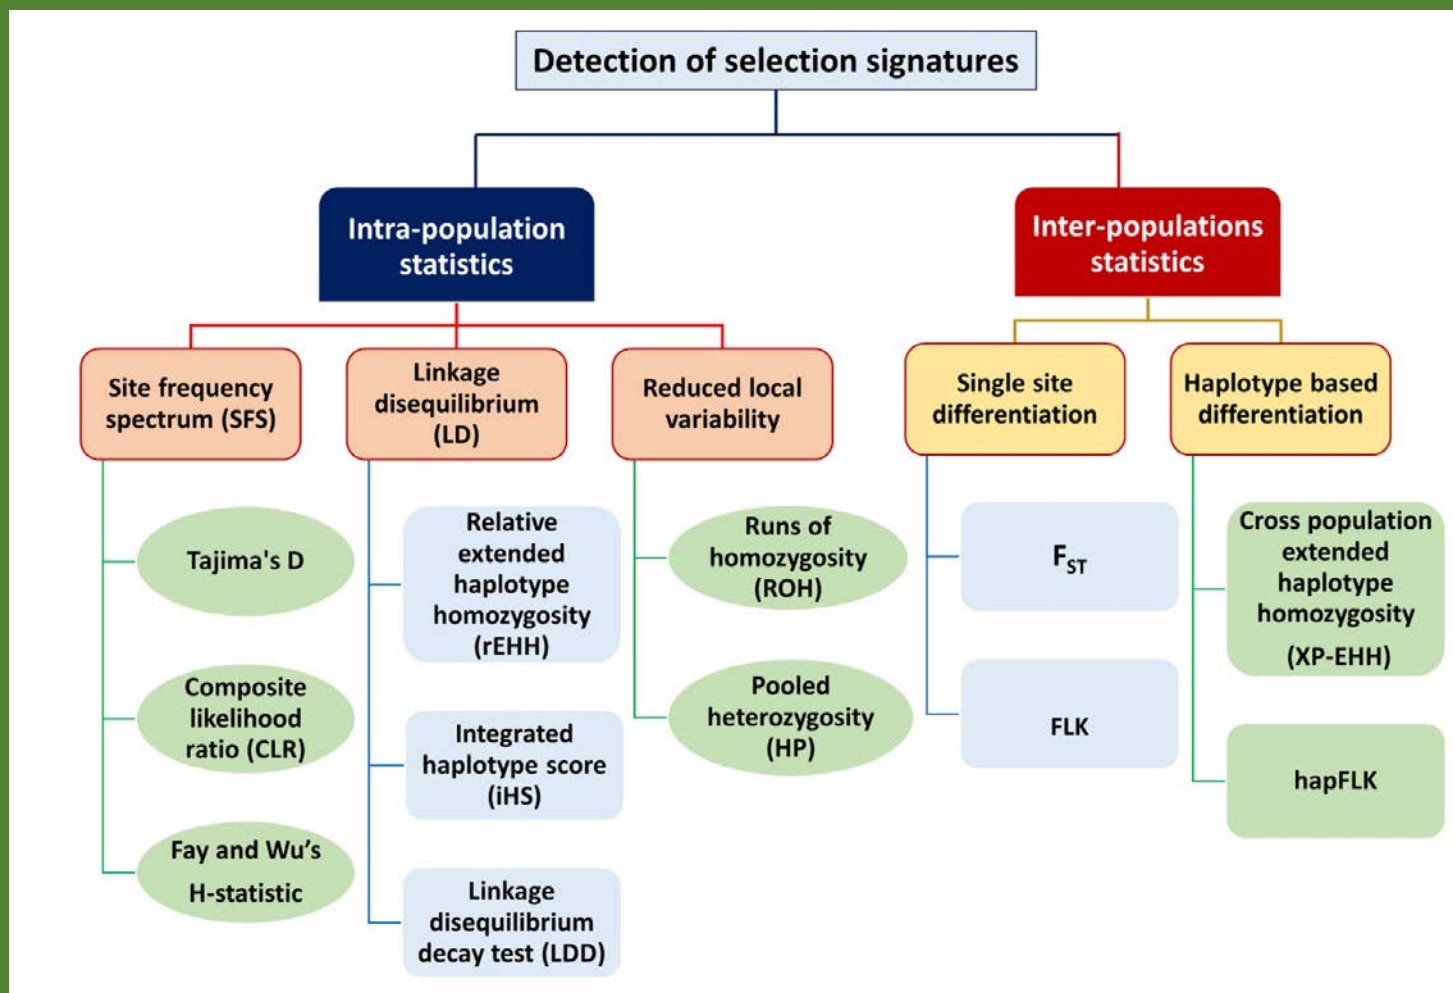 Detection of selection signatures
Intra-population
statistics
Inter-populations
statistics
Site frequency
spectrum (SFS)
Linkage
disequilibrium
(LD)
Reduced local
variability
Single site
differentiation
Haplotype based
differentiation
Tajima's D
Composite
likelihood
ratio (CLR)
Fay and Wu’s
H-statistic
Relative
extended
haplotype
homozygosity
(rEHH)
Integrated
haplotype score
(iHS)
Linkage
disequilibrium
decay test (LDD)
Runs of
homozygosity
(ROH)
Pooled
heterozygosity
(HP)
FST
FLK
Cross population
extended
haplotype
homozygosity
(XP-EHH)
hapFLK